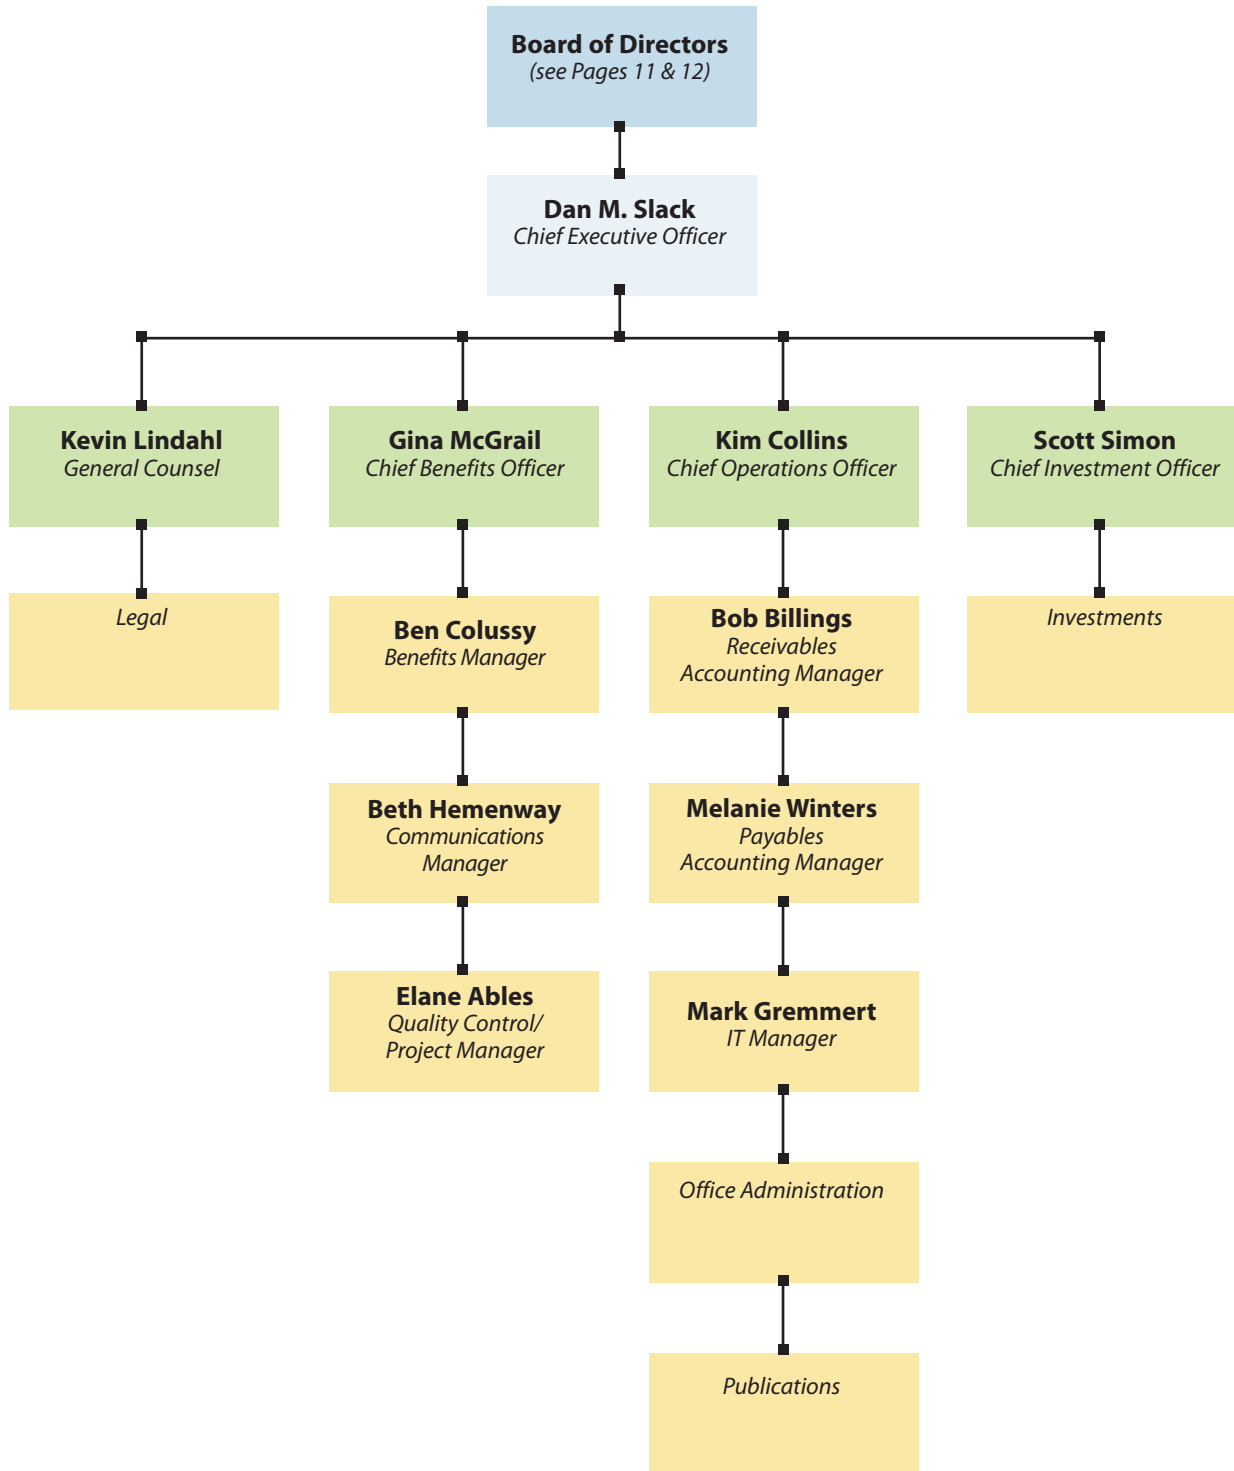 Board of Directors
(see Pages 11 & 12)
Dan M. Slack
Chief Executive Officer
Kevin Lindahl
General Counsel
Gina McGrail
Chief Benefits Officer
Kim Collins
Chief Operations Officer
Scott Simon
Chief Investment Officer
Legal
Ben Colussy
Benefits Manager
Bob Billings
Receivables
Accounting Manager
Investments
Beth Hemenway
Communications
Manager
Melanie Winters
Payables
Accounting Manager
Elane Ables
Quality Control/
Project Manager
Mark Gremmert
IT Manager
Office Administration
Publications